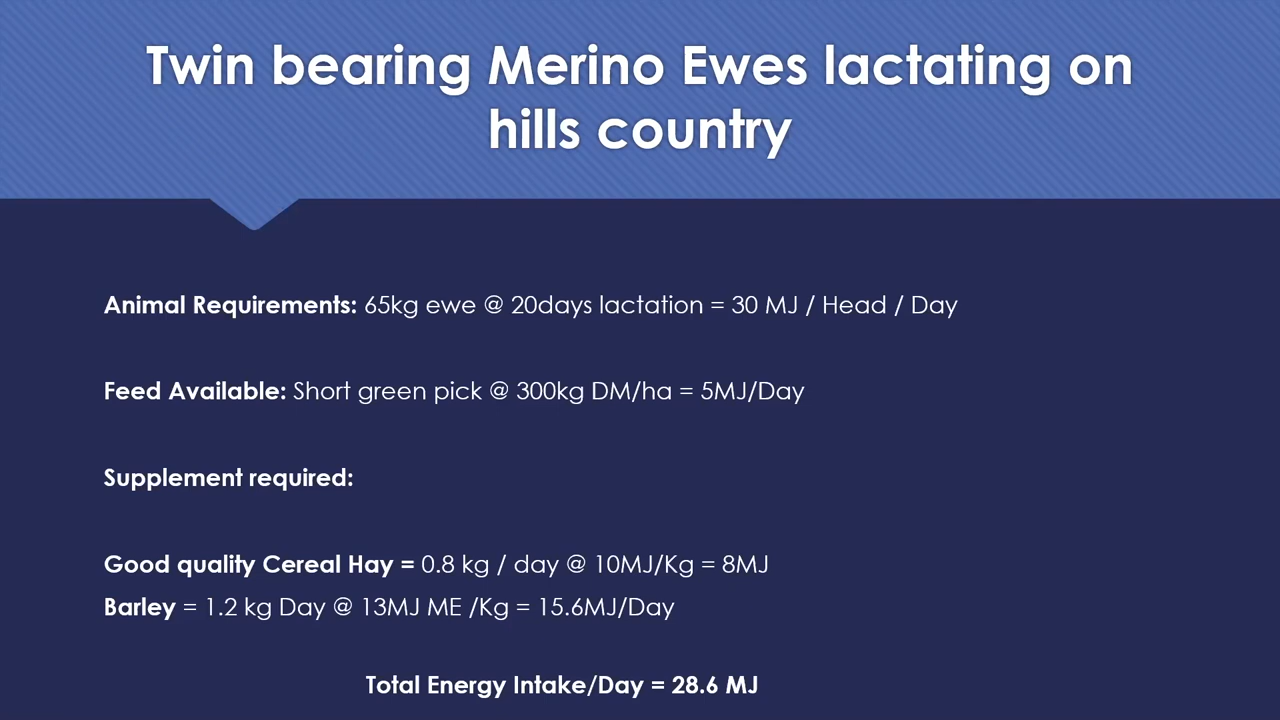 Twin bearing Merino Ewes lactating on
hills country
Animal Requirements: 65kg ewe @ 20days lactation = 30 MJ / Head / Day
Feed Available: Short green pick @ 300kg DM/ha = 5MJ/Day
Supplement required:
Good quality Cereal Hay = 0.8 kg / day @ 10MJ/Kg = 8MJ
Barley = 1.2 kg Day @ 13MJ ME /Kg = 15.6MJ/Day
Total Energy Intake/Day = 28.6 MJ